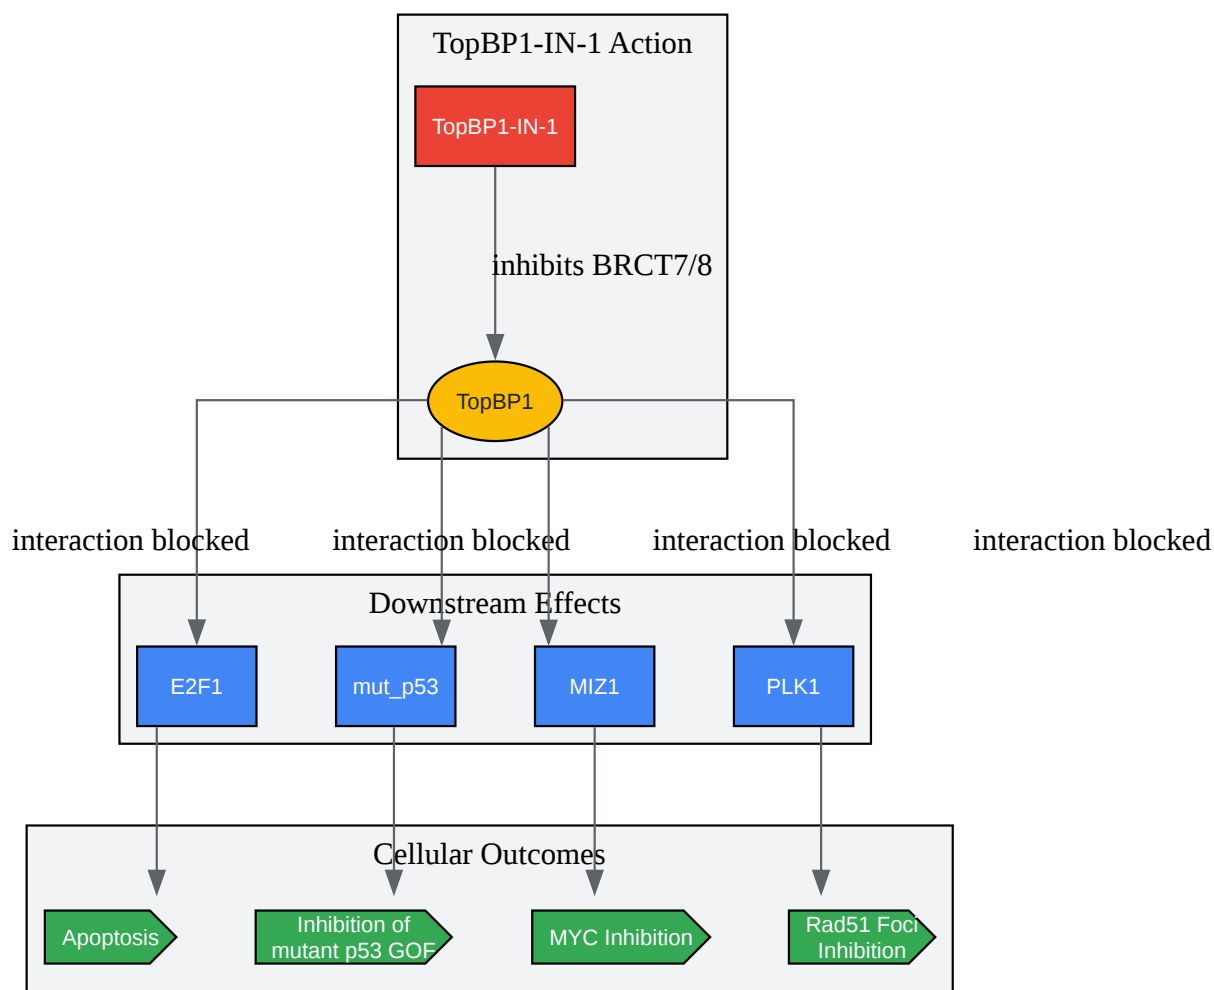 TopBP1-IN-1 Action
TopBP1-IN-1
inhibits BRCT7/8
TopBP1
interaction blocked
interaction blocked
interaction blocked
interaction blocked
Downstream Effects
E2F1
mut_p53
MIZ1
PLK1
Cellular Outcomes
Apoptosis
Inhibition of
mutant p53 GOF
MYC Inhibition
Rad51 Foci
Inhibition